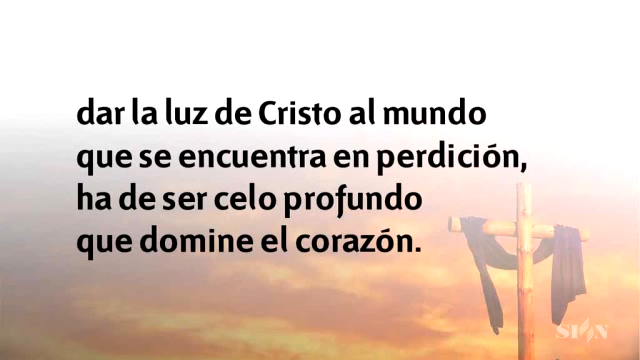 dar la luz de Cristo al mundo
que se encuentra en perdición,
ha de ser celo profundo
que domine el corazón.
SION